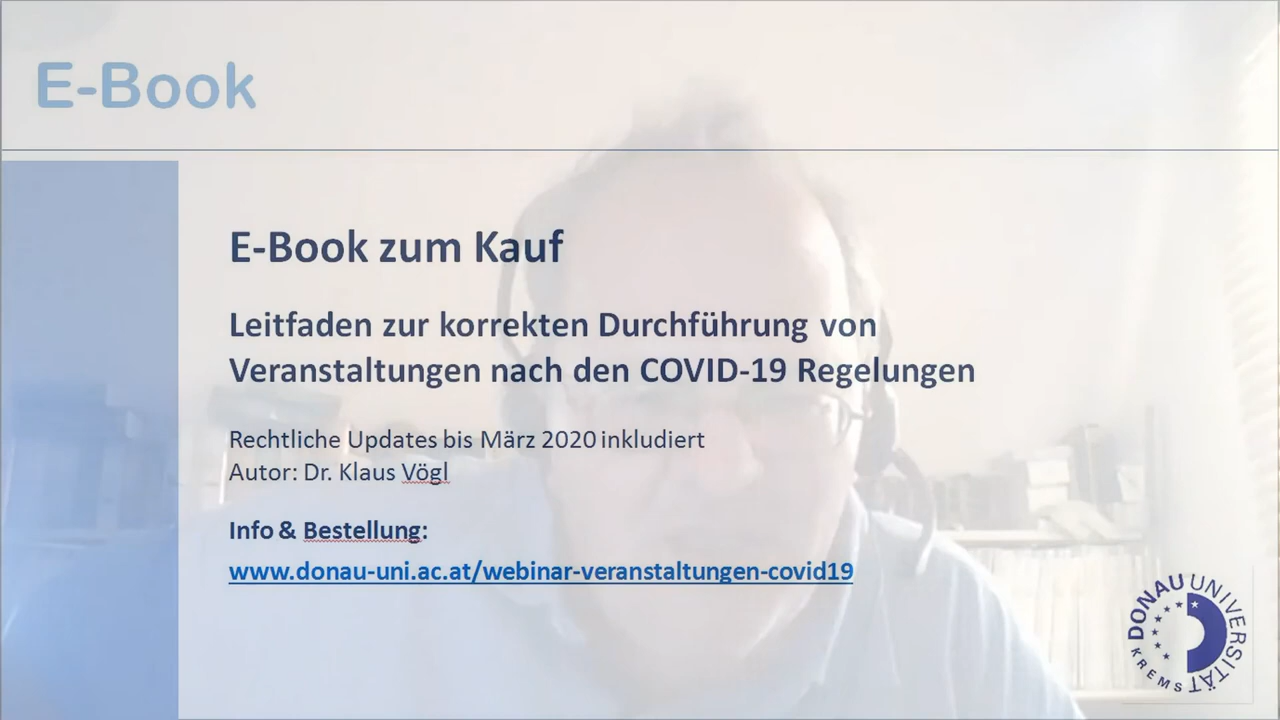 E-Book
E-Book zum Kauf
Leitfaden zur korrekten Durchführung von
Veranstaltungen nach den COVID-19 Regelungen
Rechtliche Updates bis März 2020 inkludiert
Autor: Dr. Klaus Vögl
Info & Bestellung:
www.donau-uni.ac.at/webinar-veranstaltungen-covid19
DONAU UNIVERSITÄT
KREMS